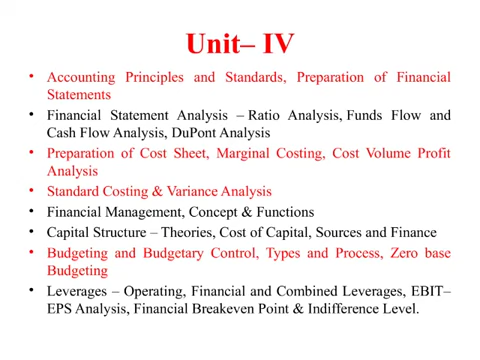 Unit– IV
• Accounting Principles and Standards, Preparation of Financial
Statements
• Financial Statement Analysis – Ratio Analysis, Funds Flow and
Cash Flow Analysis, DuPont Analysis
• Preparation of Cost Sheet, Marginal Costing, Cost Volume Profit
Analysis
• Standard Costing & Variance Analysis
• Financial Management, Concept & Functions
• Capital Structure – Theories, Cost of Capital, Sources and Finance
• Budgeting and Budgetary Control, Types and Process, Zero base
Budgeting
• Leverages – Operating, Financial and Combined Leverages, EBIT–
EPS Analysis, Financial Breakeven Point & Indifference Level.